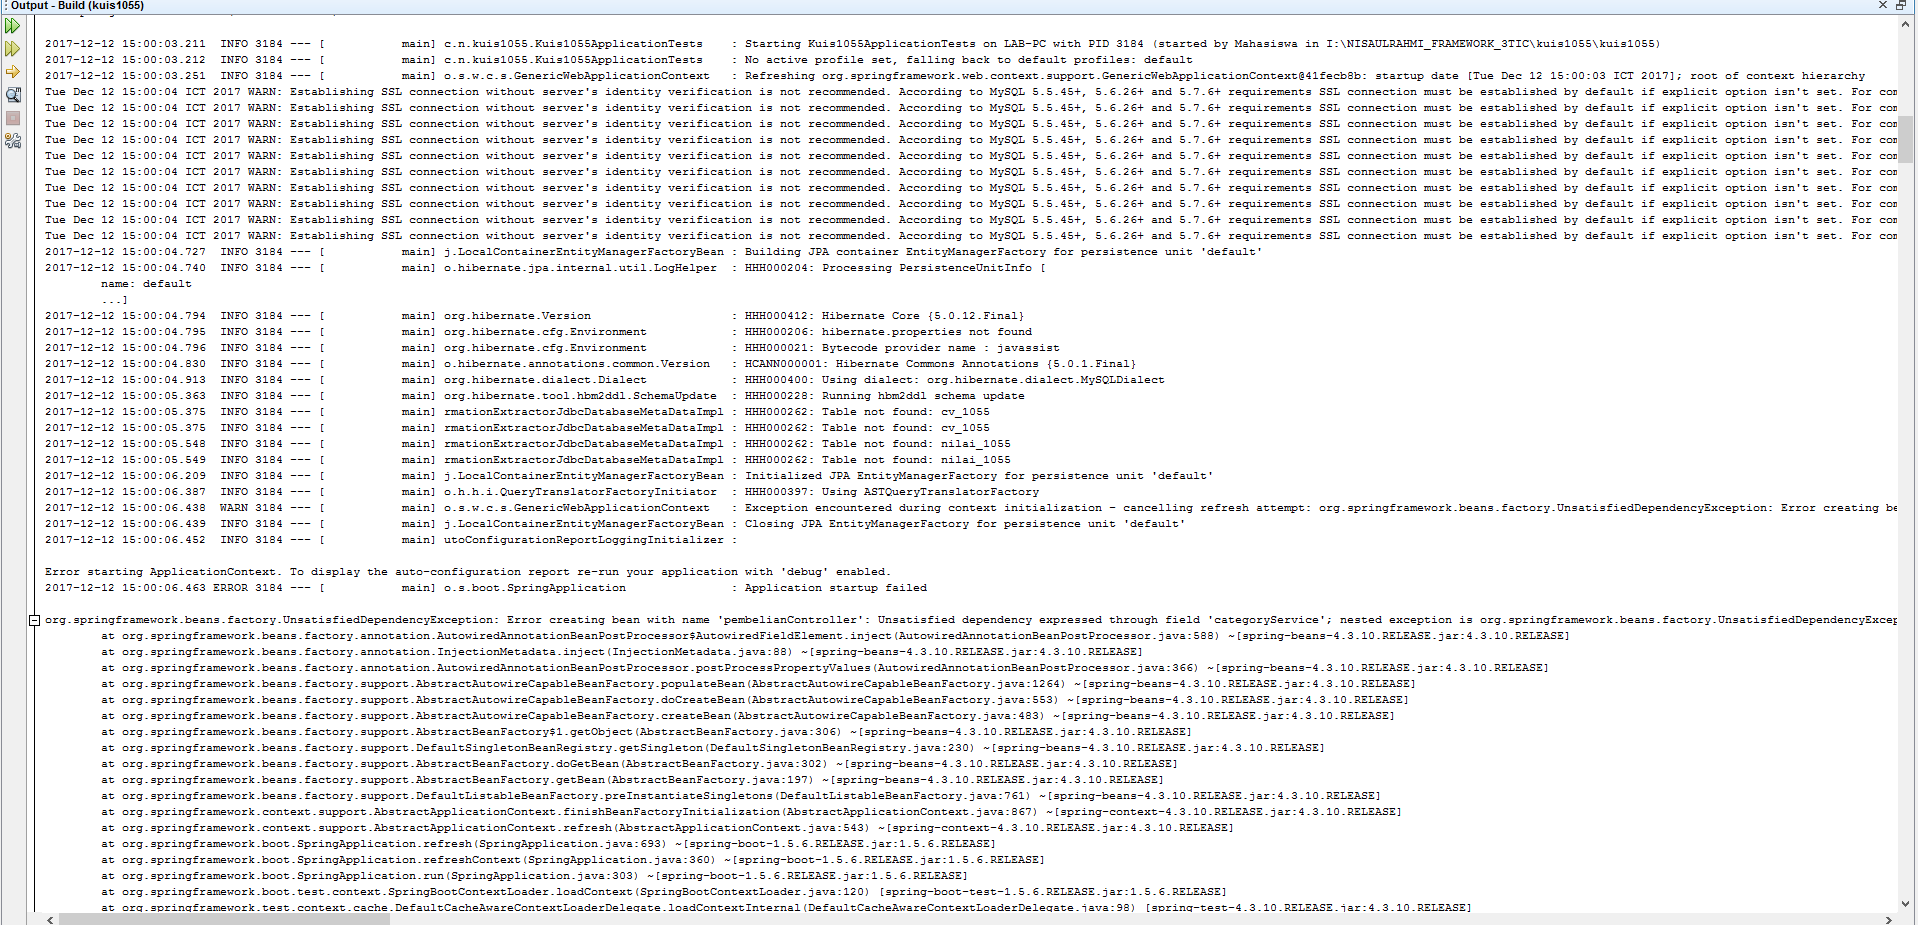 Output - Build (kuis1055)
2017-12-12 15:00:03.211  INFO 3184 --- [           main] c.n.kuis1055.Kuis1055ApplicationTests    : Starting Kuis1055ApplicationTests on LAB-PC with PID 3184 (started by Mahasiswa in I:\NISAULRAHMI_FRAMEWORK_3TIC\kuis1055\kuis1055)
2017-12-12 15:00:03.212  INFO 3184 --- [           main] c.n.kuis1055.Kuis1055ApplicationTests    : No active profile set, falling back to default profiles: default
2017-12-12 15:00:03.251  INFO 3184 --- [           main] o.s.w.c.s.GenericWebApplicationContext   : Refreshing org.springframework.web.context.support.GenericWebApplicationContext@41fecb8b: startup date [Tue Dec 12 15:00:03 ICT 2017]; root of context hierarchy
Tue Dec 12 15:00:04 ICT 2017 WARN: Establishing SSL connection without server's identity verification is not recommended. According to MySQL 5.5.45+, 5.6.26+ and 5.7.6+ requirements SSL connection must be established by default if explicit option isn't set. For com
Tue Dec 12 15:00:04 ICT 2017 WARN: Establishing SSL connection without server's identity verification is not recommended. According to MySQL 5.5.45+, 5.6.26+ and 5.7.6+ requirements SSL connection must be established by default if explicit option isn't set. For com
Tue Dec 12 15:00:04 ICT 2017 WARN: Establishing SSL connection without server's identity verification is not recommended. According to MySQL 5.5.45+, 5.6.26+ and 5.7.6+ requirements SSL connection must be established by default if explicit option isn't set. For com
Tue Dec 12 15:00:04 ICT 2017 WARN: Establishing SSL connection without server's identity verification is not recommended. According to MySQL 5.5.45+, 5.6.26+ and 5.7.6+ requirements SSL connection must be established by default if explicit option isn't set. For com
Tue Dec 12 15:00:04 ICT 2017 WARN: Establishing SSL connection without server's identity verification is not recommended. According to MySQL 5.5.45+, 5.6.26+ and 5.7.6+ requirements SSL connection must be established by default if explicit option isn't set. For com
Tue Dec 12 15:00:04 ICT 2017 WARN: Establishing SSL connection without server's identity verification is not recommended. According to MySQL 5.5.45+, 5.6.26+ and 5.7.6+ requirements SSL connection must be established by default if explicit option isn't set. For com
Tue Dec 12 15:00:04 ICT 2017 WARN: Establishing SSL connection without server's identity verification is not recommended. According to MySQL 5.5.45+, 5.6.26+ and 5.7.6+ requirements SSL connection must be established by default if explicit option isn't set. For com
Tue Dec 12 15:00:04 ICT 2017 WARN: Establishing SSL connection without server's identity verification is not recommended. According to MySQL 5.5.45+, 5.6.26+ and 5.7.6+ requirements SSL connection must be established by default if explicit option isn't set. For com
Tue Dec 12 15:00:04 ICT 2017 WARN: Establishing SSL connection without server's identity verification is not recommended. According to MySQL 5.5.45+, 5.6.26+ and 5.7.6+ requirements SSL connection must be established by default if explicit option isn't set. For com
Tue Dec 12 15:00:04 ICT 2017 WARN: Establishing SSL connection without server's identity verification is not recommended. According to MySQL 5.5.45+, 5.6.26+ and 5.7.6+ requirements SSL connection must be established by default if explicit option isn't set. For com
2017-12-12 15:00:04.727  INFO 3184 --- [           main] j.LocalContainerEntityManagerFactoryBean : Building JPA container EntityManagerFactory for persistence unit 'default'
2017-12-12 15:00:04.740  INFO 3184 --- [           main] o.hibernate.jpa.internal.util.LogHelper  : HHH000204: Processing PersistenceUnitInfo [
name: default
...]
2017-12-12 15:00:04.794  INFO 3184 --- [           main] org.hibernate.Version                    : HHH000412: Hibernate Core {5.0.12.Final}
2017-12-12 15:00:04.795  INFO 3184 --- [           main] org.hibernate.cfg.Environment            : HHH000206: hibernate.properties not found
2017-12-12 15:00:04.796  INFO 3184 --- [           main] org.hibernate.cfg.Environment            : HHH000021: Bytecode provider name : javassist
2017-12-12 15:00:04.830  INFO 3184 --- [           main] o.hibernate.annotations.common.Version   : HCANN000001: Hibernate Commons Annotations {5.0.1.Final}
2017-12-12 15:00:04.913  INFO 3184 --- [           main] org.hibernate.dialect.Dialect            : HHH000400: Using dialect: org.hibernate.dialect.MySQLDialect
2017-12-12 15:00:05.363  INFO 3184 --- [           main] org.hibernate.tool.hbm2ddl.SchemaUpdate  : HHH000228: Running hbm2ddl schema update
2017-12-12 15:00:05.375  INFO 3184 --- [           main] rmationExtractorJdbcDatabaseMetaDataImpl : HHH000262: Table not found: cv_1055
2017-12-12 15:00:05.375  INFO 3184 --- [           main] rmationExtractorJdbcDatabaseMetaDataImpl : HHH000262: Table not found: cv_1055
2017-12-12 15:00:05.548  INFO 3184 --- [           main] rmationExtractorJdbcDatabaseMetaDataImpl : HHH000262: Table not found: nilai_1055
2017-12-12 15:00:05.549  INFO 3184 --- [           main] rmationExtractorJdbcDatabaseMetaDataImpl : HHH000262: Table not found: nilai_1055
2017-12-12 15:00:06.209  INFO 3184 --- [           main] j.LocalContainerEntityManagerFactoryBean : Initialized JPA EntityManagerFactory for persistence unit 'default'
2017-12-12 15:00:06.387  INFO 3184 --- [           main] o.h.h.i.QueryTranslatorFactoryInitiator  : HHH000397: Using ASTQueryTranslatorFactory
2017-12-12 15:00:06.438  WARN 3184 --- [           main] o.s.w.c.s.GenericWebApplicationContext   : Exception encountered during context initialization - cancelling refresh attempt: org.springframework.beans.factory.UnsatisfiedDependencyException: Error creating be
2017-12-12 15:00:06.439  INFO 3184 --- [           main] j.LocalContainerEntityManagerFactoryBean : Closing JPA EntityManagerFactory for persistence unit 'default'
2017-12-12 15:00:06.452  INFO 3184 --- [           main] utoConfigurationReportLoggingInitializer :
Error starting ApplicationContext. To display the auto-configuration report re-run your application with 'debug' enabled.
2017-12-12 15:00:06.463 ERROR 3184 --- [           main] o.s.boot.SpringApplication               : Application startup failed
org.springframework.beans.factory.UnsatisfiedDependencyException: Error creating bean with name 'pembelianController': Unsatisfied dependency expressed through field 'categoryService'; nested exception is org.springframework.beans.factory.UnsatisfiedDependencyExcep
at org.springframework.beans.factory.annotation.AutowiredAnnotationBeanPostProcessor$AutowiredFieldElement.inject(AutowiredAnnotationBeanPostProcessor.java:588) ~[spring-beans-4.3.10.RELEASE.jar:4.3.10.RELEASE]
at org.springframework.beans.factory.annotation.InjectionMetadata.inject(InjectionMetadata.java:88) ~[spring-beans-4.3.10.RELEASE.jar:4.3.10.RELEASE]
at org.springframework.beans.factory.annotation.AutowiredAnnotationBeanPostProcessor.postProcessPropertyValues(AutowiredAnnotationBeanPostProcessor.java:366) ~[spring-beans-4.3.10.RELEASE.jar:4.3.10.RELEASE]
at org.springframework.beans.factory.support.AbstractAutowireCapableBeanFactory.populateBean(AbstractAutowireCapableBeanFactory.java:1264) ~[spring-beans-4.3.10.RELEASE.jar:4.3.10.RELEASE]
at org.springframework.beans.factory.support.AbstractAutowireCapableBeanFactory.doCreateBean(AbstractAutowireCapableBeanFactory.java:553) ~[spring-beans-4.3.10.RELEASE.jar:4.3.10.RELEASE]
at org.springframework.beans.factory.support.AbstractAutowireCapableBeanFactory.createBean(AbstractAutowireCapableBeanFactory.java:483) ~[spring-beans-4.3.10.RELEASE.jar:4.3.10.RELEASE]
at org.springframework.beans.factory.support.AbstractBeanFactory$1.getObject(AbstractBeanFactory.java:306) ~[spring-beans-4.3.10.RELEASE.jar:4.3.10.RELEASE]
at org.springframework.beans.factory.support.DefaultSingletonBeanRegistry.getSingleton(DefaultSingletonBeanRegistry.java:230) ~[spring-beans-4.3.10.RELEASE.jar:4.3.10.RELEASE]
at org.springframework.beans.factory.support.AbstractBeanFactory.doGetBean(AbstractBeanFactory.java:302) ~[spring-beans-4.3.10.RELEASE.jar:4.3.10.RELEASE]
at org.springframework.beans.factory.support.AbstractBeanFactory.getBean(AbstractBeanFactory.java:197) ~[spring-beans-4.3.10.RELEASE.jar:4.3.10.RELEASE]
at org.springframework.beans.factory.support.DefaultListableBeanFactory.preInstantiateSingletons(DefaultListableBeanFactory.java:761) ~[spring-beans-4.3.10.RELEASE.jar:4.3.10.RELEASE]
at org.springframework.context.support.AbstractApplicationContext.finishBeanFactoryInitialization(AbstractApplicationContext.java:867) ~[spring-context-4.3.10.RELEASE.jar:4.3.10.RELEASE]
at org.springframework.context.support.AbstractApplicationContext.refresh(AbstractApplicationContext.java:543) ~[spring-context-4.3.10.RELEASE.jar:4.3.10.RELEASE]
at org.springframework.boot.SpringApplication.refresh(SpringApplication.java:693) ~[spring-boot-1.5.6.RELEASE.jar:1.5.6.RELEASE]
at org.springframework.boot.SpringApplication.refreshContext(SpringApplication.java:360) ~[spring-boot-1.5.6.RELEASE.jar:1.5.6.RELEASE]
at org.springframework.boot.SpringApplication.run(SpringApplication.java:303) ~[spring-boot-1.5.6.RELEASE.jar:1.5.6.RELEASE]
at org.springframework.boot.test.context.SpringBootContextLoader.loadContext(SpringBootContextLoader.java:120) [spring-boot-test-1.5.6.RELEASE.jar:1.5.6.RELEASE]
at org.springframework.test.context.cache.DefaultCacheAwareContextLoaderDelegate.loadContextInternal(DefaultCacheAwareContextLoaderDelegate.java:98) [spring-test-4.3.10.RELEASE.jar:4.3.10.RELEASE]